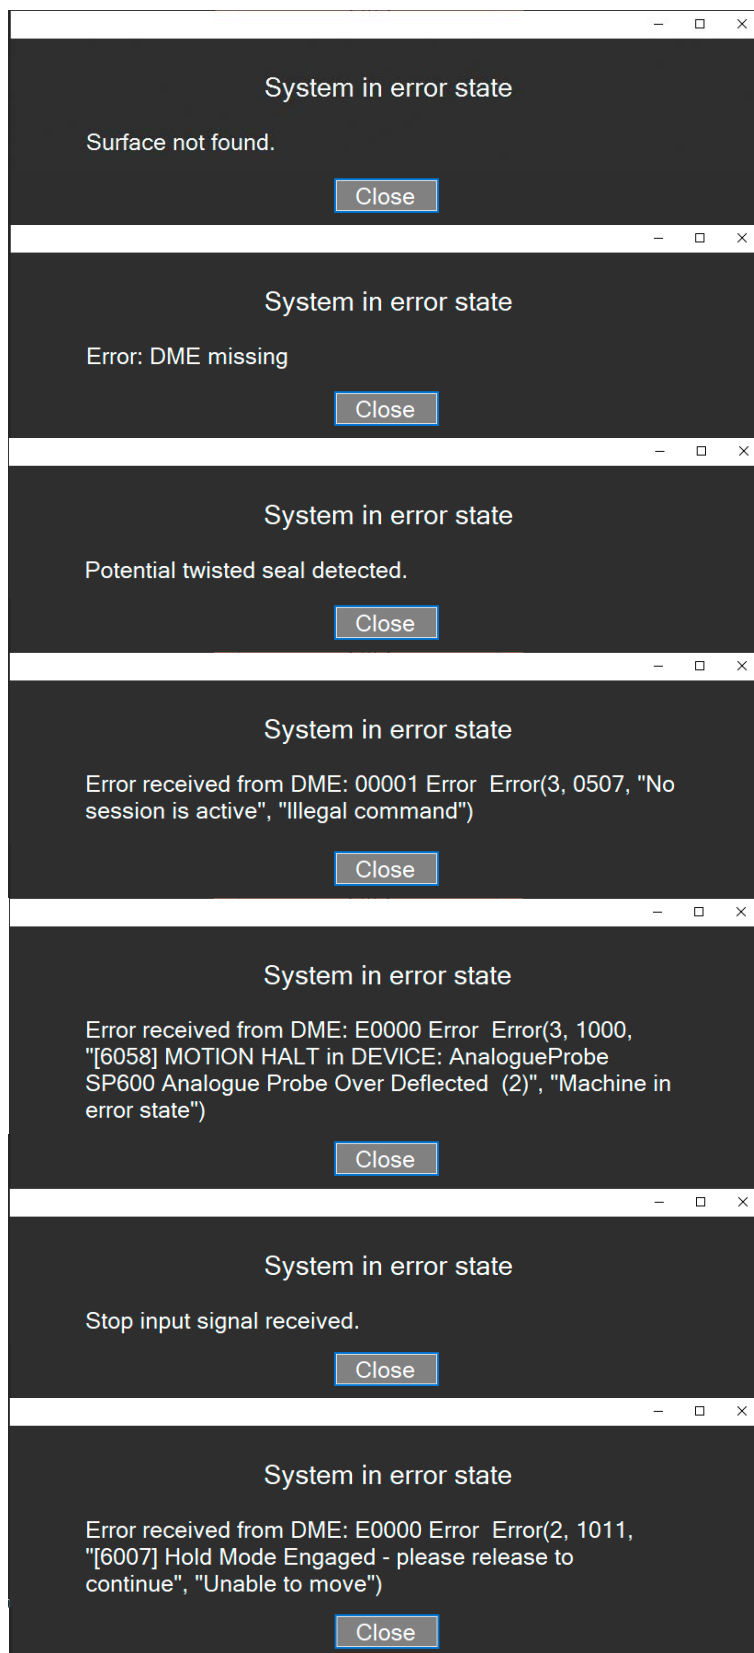 System in error state
Surface not found.
Close
System in error state
Error: DME missing
Close
System in error state
Potential twisted seal detected.
Close
System in error state
Error received from DME: 00001 Error  Error(3, 0507, "No
session is active", "Illegal command")
Close
System in error state
Error received from DME: E0000 Error  Error(3, 1000,
"[6058] MOTION HALT in DEVICE: AnalogueProbe
SP600 Analogue Probe Over Deflected  (2)", "Machine in
error state")
Close
System in error state
Stop input signal received.
Close
System in error state
Error received from DME: E0000 Error  Error(2, 1011,
"[6007] Hold Mode Engaged - please release to
continue", "Unable to move")
Close